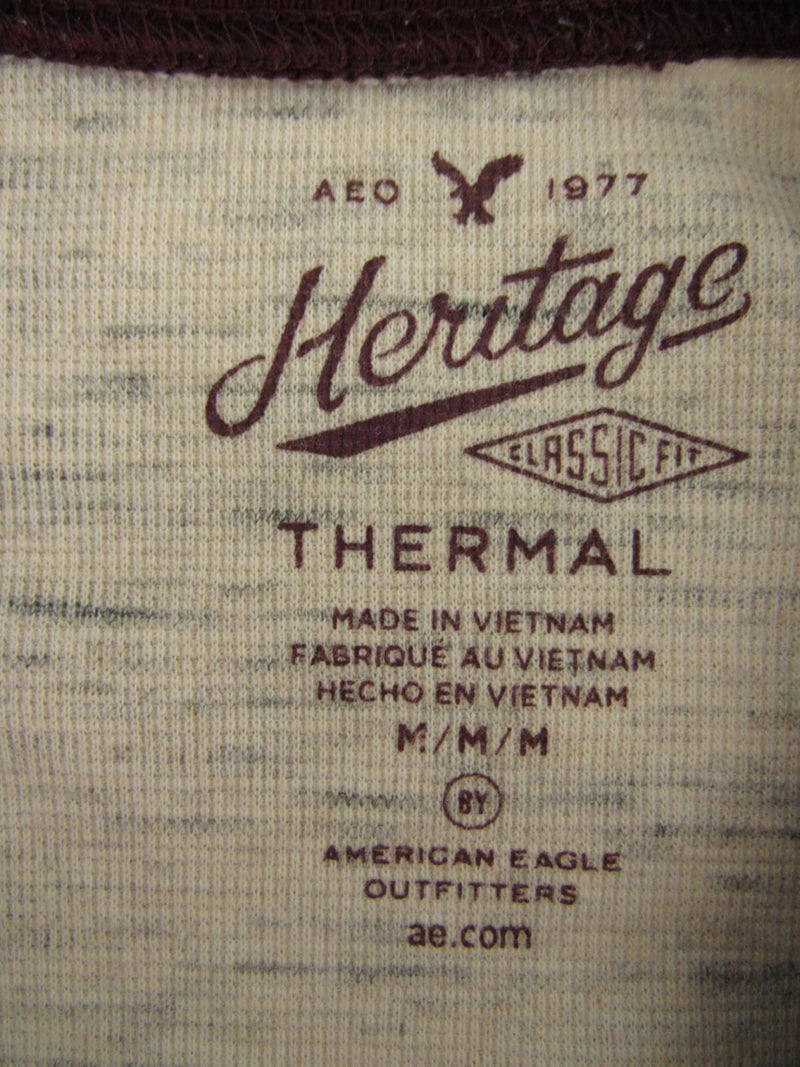 AEO 1977
Heritage
CLASSIC FIT
THERMAL
MADE IN VIETNAM
FABRIQUÉ AU VIETNAM
HECHO EN VIETNAM
M/M/M
BY
AMERICAN EAGLE
OUTFITTERS
ae.com